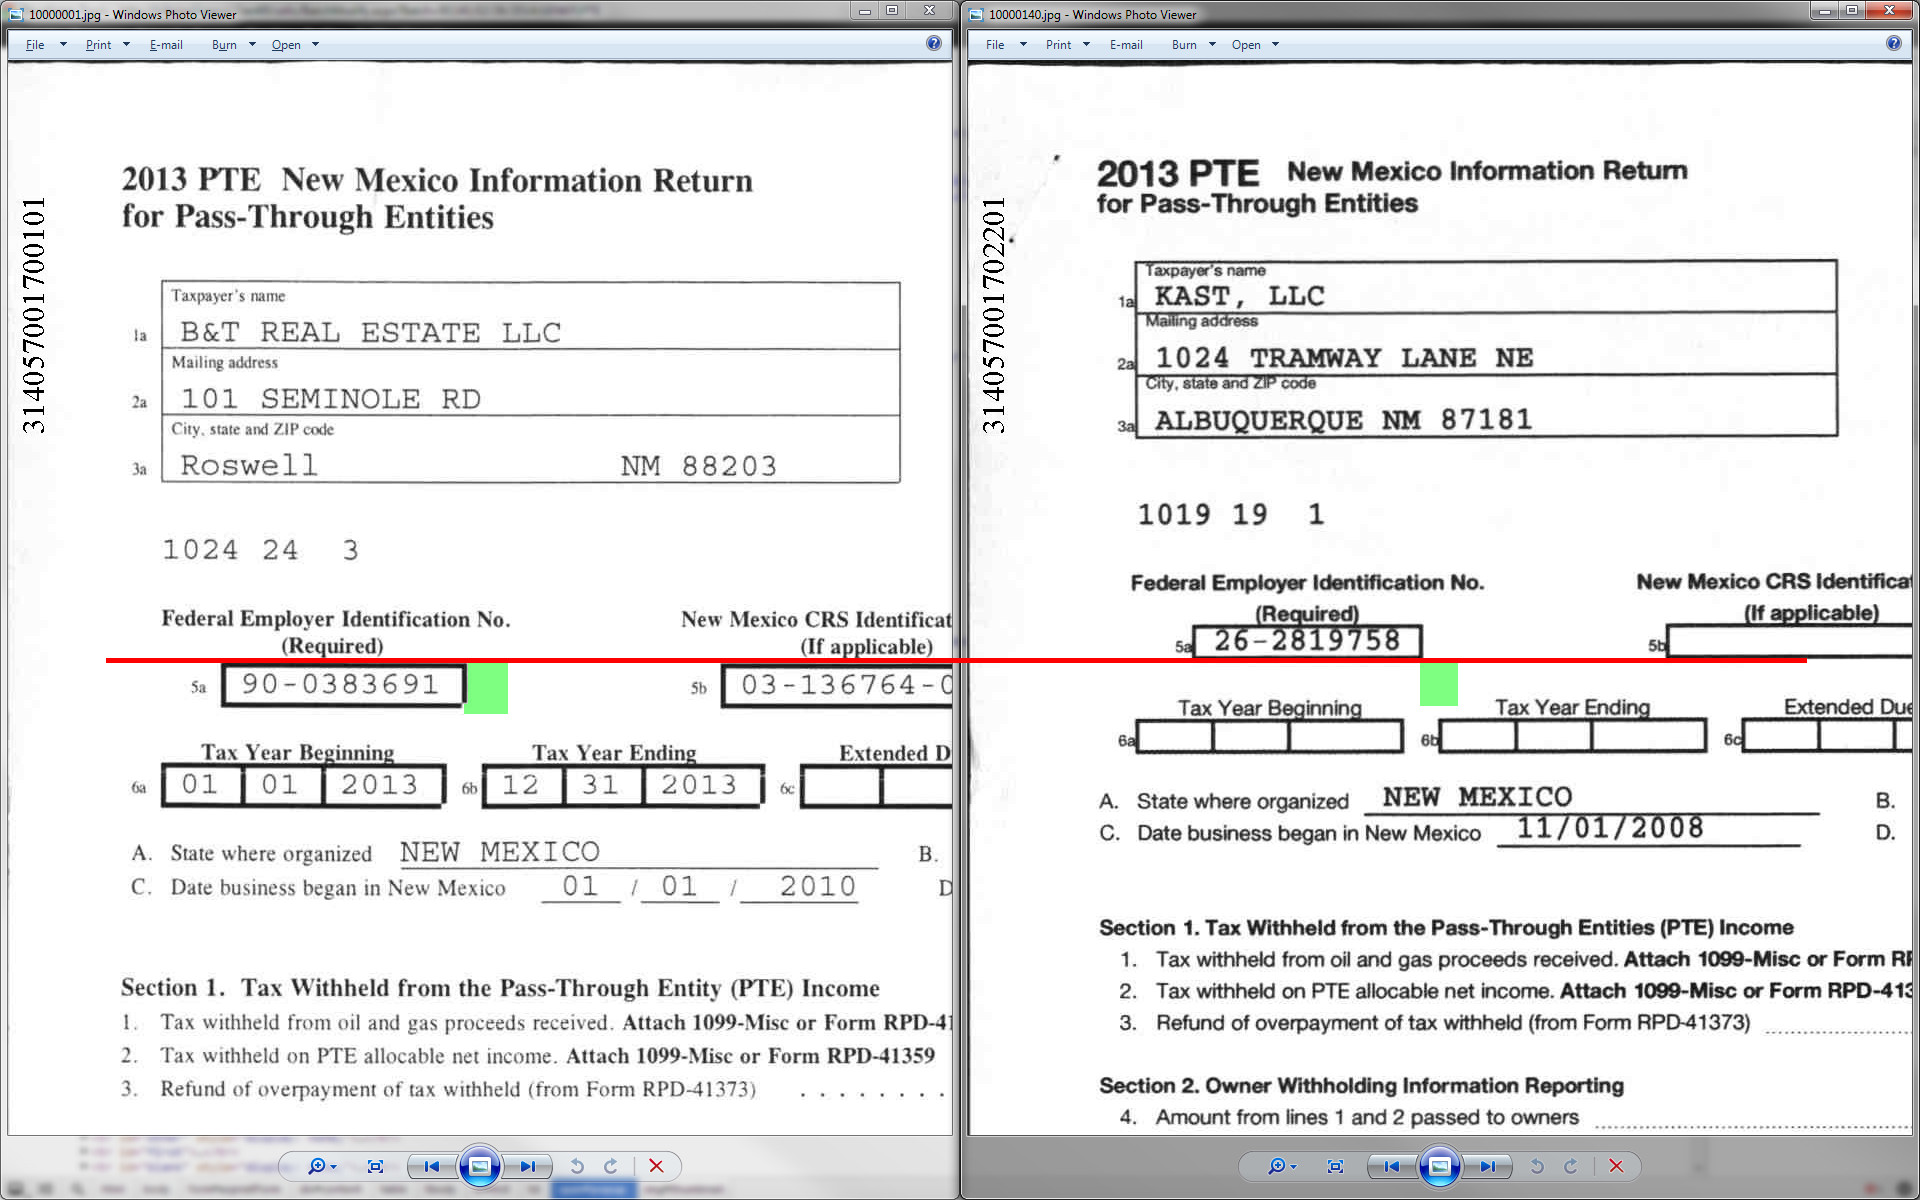 10000001.jpg - Windows Photo Viewer
File Print E-mail Burn Open
31405700170010​1
2013 PTE New Mexico Information Return
for Pass-Through Entities
Taxpayer's name
1a B&T REAL ESTATE LLC
Mailing address
2a 101 SEMINOLE RD
City, state and ZIP code
3a Roswell NM 88203
1024 24 3
Federal Employer Identification No. New Mexico CRS Identificat
(Required) (If applicable)
5a 90-0383691 5b 03-136764-0
Tax Year Beginning Tax Year Ending Extended D
6a 01 01 2013 6b 12 31 2013 6c
A. State where organized NEW MEXICO B.
C. Date business began in New Mexico 01 / 01 / 2010 D
Section 1. Tax Withheld from the Pass-Through Entity (PTE) Income
1. Tax withheld from oil and gas proceeds received. Attach 1099-Misc or Form RPD-41
2. Tax withheld on PTE allocable net income. Attach 1099-Misc or Form RPD-41359
3. Refund of overpayment of tax withheld (from Form RPD-41373) . . . . . . . .
10000140.jpg - Windows Photo Viewer
File Print E-mail Burn Open
31405700170220​1
2013 PTE New Mexico Information Return
for Pass-Through Entities
Taxpayer's name
1a KAST, LLC
Mailing address
2a 1024 TRAMWAY LANE NE
City, state and ZIP code
3a ALBUQUERQUE NM 87181
1019 19 1
Federal Employer Identification No. New Mexico CRS Identifica
(Required) (If applicable)
5a 26-2819758 5b
Tax Year Beginning Tax Year Ending Extended Due
6a 6b 6c
A. State where organized NEW MEXICO B.
C. Date business began in New Mexico 11/01/2008 D.
Section 1. Tax Withheld from the Pass-Through Entities (PTE) Income
1. Tax withheld from oil and gas proceeds received. Attach 1099-Misc or Form RP
2. Tax withheld on PTE allocable net income. Attach 1099-Misc or Form RPD-413
3. Refund of overpayment of tax withheld (from Form RPD-41373)
Section 2. Owner Withholding Information Reporting
4. Amount from lines 1 and 2 passed to owners